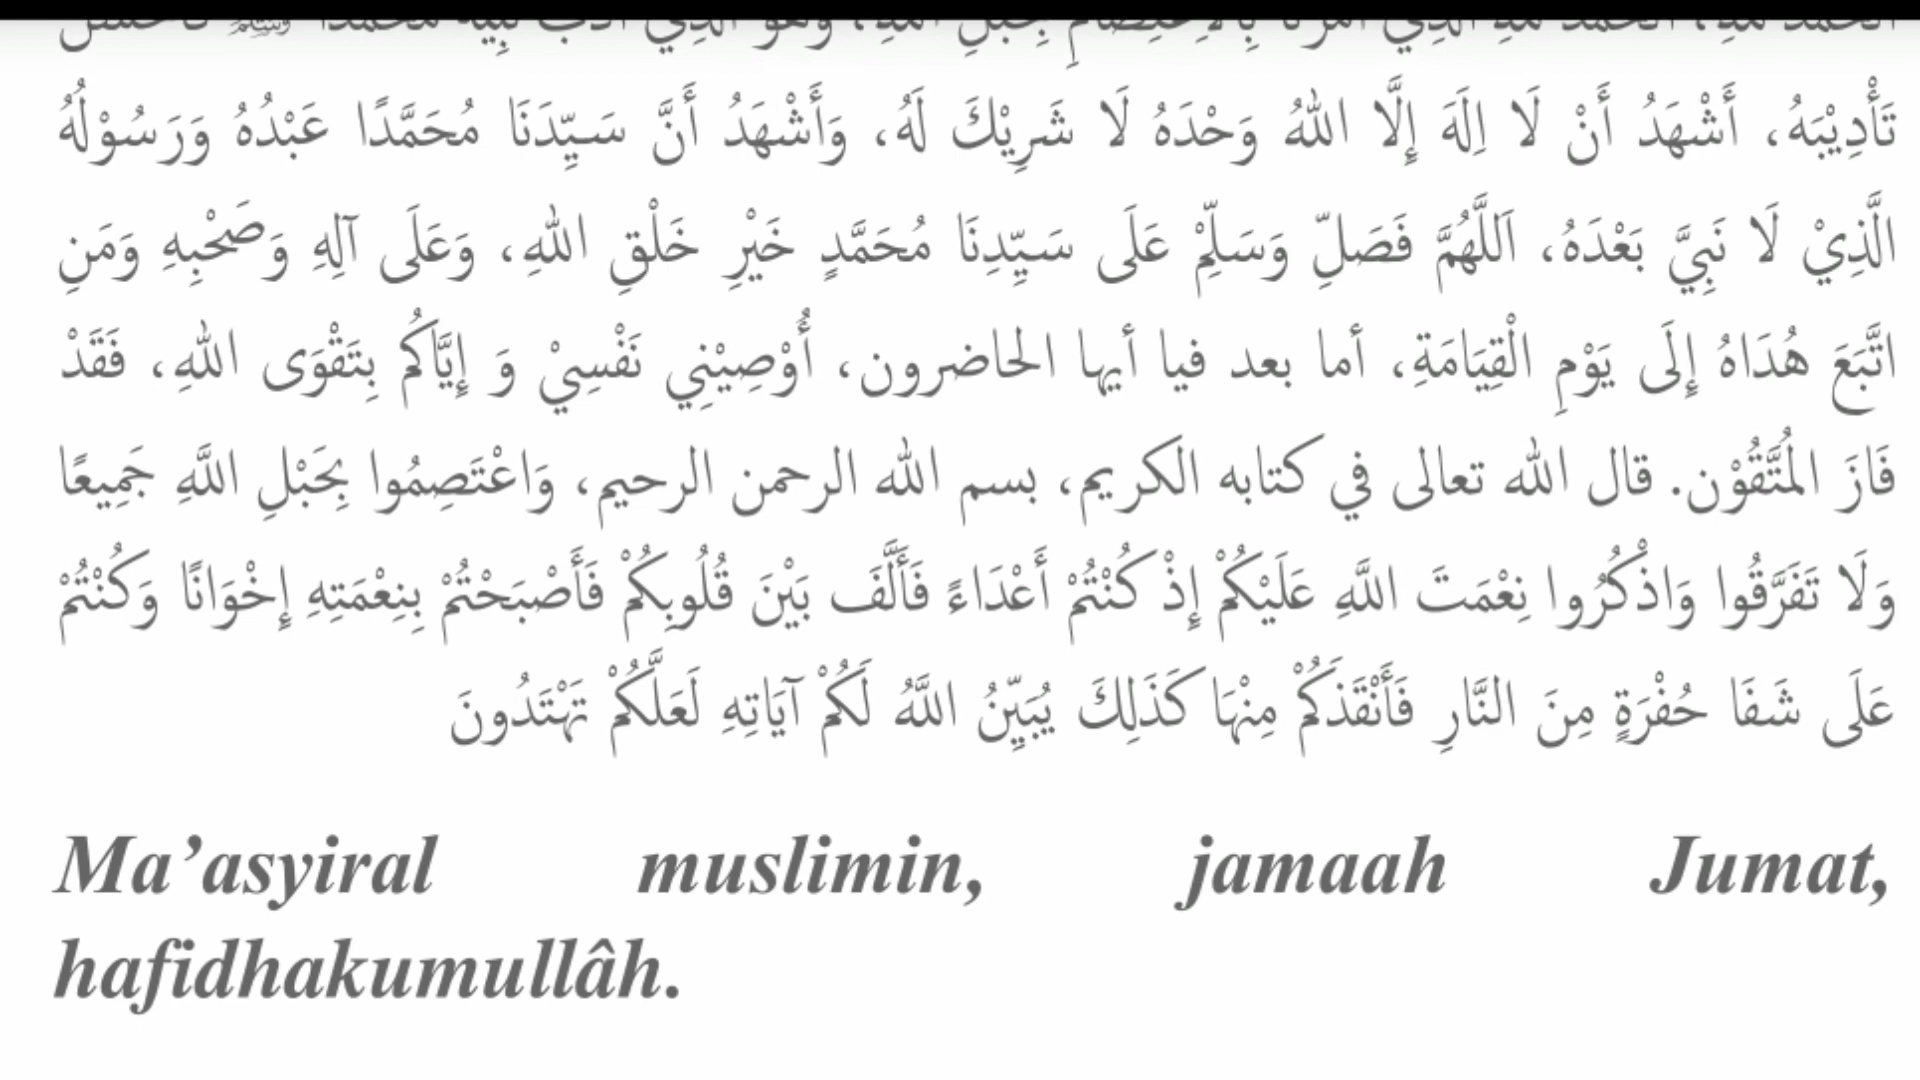 تَأْدِيْبَهُ، أَشْهَدُ أَنْ لَا اِلَهَ إِلَّا اللهُ وَحْدَهُ لَا شَرِيْكَ لَهُ، وَأَشْهَدُ أَنَّ سَيِّدَنَا مُحَمَّدًا عَبْدُهُ وَرَسُوْلُهُ
الَّذِيْ لَا نَبِيَّ بَعْدَهُ، اَللَّهُمَّ فَصَلِّ وَسَلِّمْ عَلَى سَيِّدِنَا مُحَمَّدٍ خَيْرِ خَلْقِ اللهِ، وَعَلَى آلِهِ وَصَحْبِهِ وَمَنِ
اتَّبَعَ هُدَاهُ إِلَى يَوْمِ الْقِيَامَةِ، أما بعد فيا أيها الحاضرون، أُوْصِيْنِي نَفْسِيْ وَ إِيَّاكُم بِتَقْوَى اللهِ، فَقَدْ
فَازَ المُتَّقُوْن. قال الله تعالى في كتابه الكريم، بسم الله الرحمن الرحيم، وَاعْتَصِمُوا بِحَبْلِ اللَّهِ جَمِيعًا
وَلَا تَفَرَّقُوا وَاذْكُرُوا نِعْمَتَ اللَّهِ عَلَيْكُمْ إِذْ كُنْتُمْ أَعْدَاءً فَأَلَّفَ بَيْنَ قُلُوبِكُمْ فَأَصْبَحْتُمْ بِنِعْمَتِهِ إِخْوَانًا وَكُنْتُمْ
عَلَى شَفَا حُفْرَةٍ مِنَ النَّارِ فَأَنْقَذَكُمْ مِنْهَا كَذَلِكَ يُبَيِّنُ اللَّهُ لَكُمْ آيَاتِهِ لَعَلَّكُمْ تَهْتَدُونَ
Ma’asyiral muslimin, jamaah Jumat,
hafidhakumullâh.